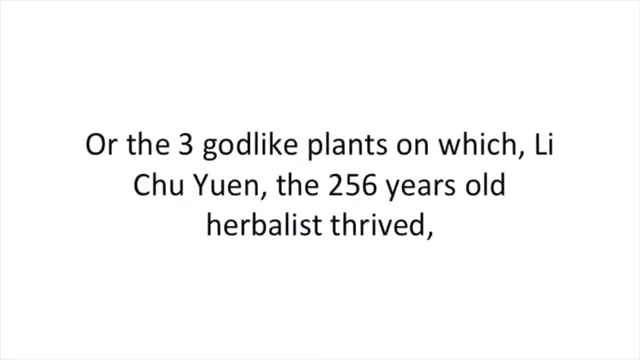 Or the 3 godlike plants on which, Li
Chu Yuen, the 256 years old
herbalist thrived,